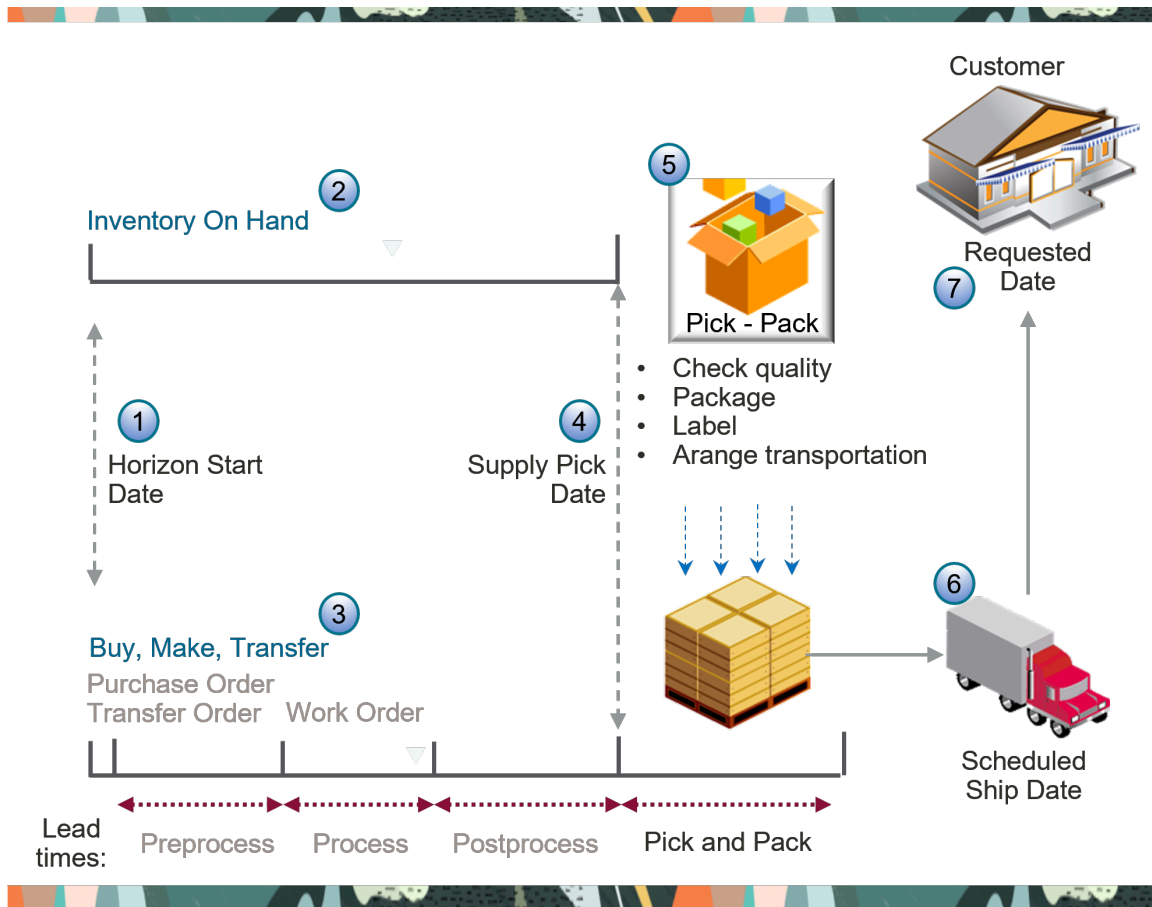 Customer
5
2
Inventory On Hand
Requested
Date
7
Pick - Pack
• Check quality
• Package
• Label
• Arange transportation
1
Horizon Start
Date
4
Supply Pick
Date
3
6
Buy, Make, Transfer
Purchase Order
Transfer Order
Work Order
Scheduled
Ship Date
Lead
times:
Preprocess
Process
Postprocess
Pick and Pack